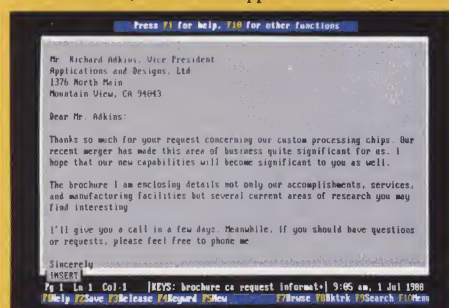 Press F1 for help, F10 for other functions
Mr. Richard Adkins, Vice President
Applications and Designs, Ltd
1376 North Main
Mountain View, CA 94043
Dear Mr. Adkins:
Thanks so much for your request concerning our custom processing chips. Our
recent merger has made this area of business quite significant for us. I
hope that our new capabilities will become significant to you as well.
The brochure I am enclosing details not only our accomplishments, services,
and manufacturing facilities but several current areas of research you may
find interesting
I'll give you a call in a few days. Meanwhile, if you should have questions
or requests, please feel free to phone me
Sincerely
INSERT
Pg 1 Ln 1 Col 1 |KEYS: brochure ca request informat+| 9:05 am, 1 Jul 1988
F1Help F2Save F3Release F4Keyword F5New F7Bruse F8Bktrk F9Search F10Menu